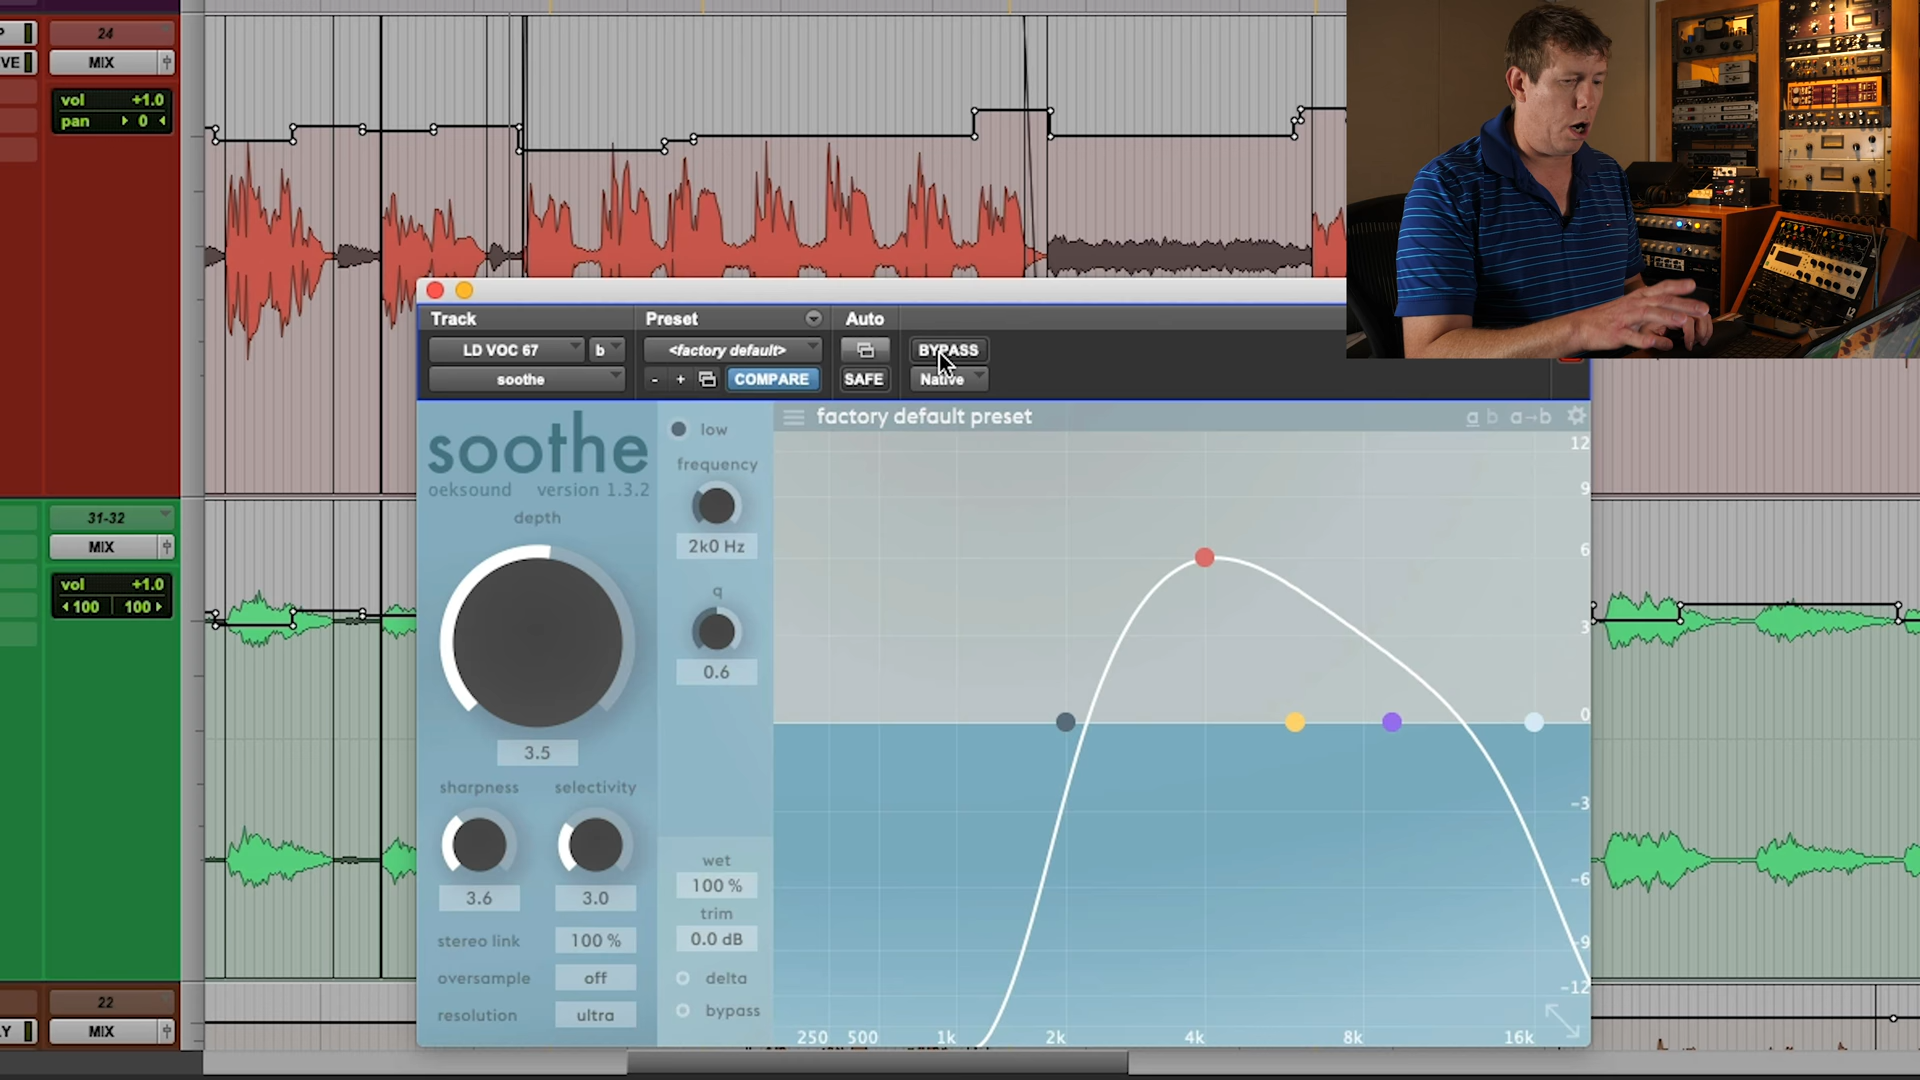 P
24
VE
MIX
vol +1.0
pan 0
31-32
MIX
vol +1.0
100 100
22
Y
MIX
Track Preset Auto
LD VOC 67 b <factory default> BYPASS
soothe - + COMPARE SAFE Native
soothe
oeksound version 1.3.2
depth
3.5
sharpness selectivity
3.6 3.0
stereo link 100 %
oversample off
resolution ultra
low
frequency
2k0 Hz
q
0.6
wet
100 %
trim
0.0 dB
delta
bypass
factory default preset a b a→b
12
9
6
3
0
-3
-6
-9
-12
250 500 1k 2k 4k 8k 16k